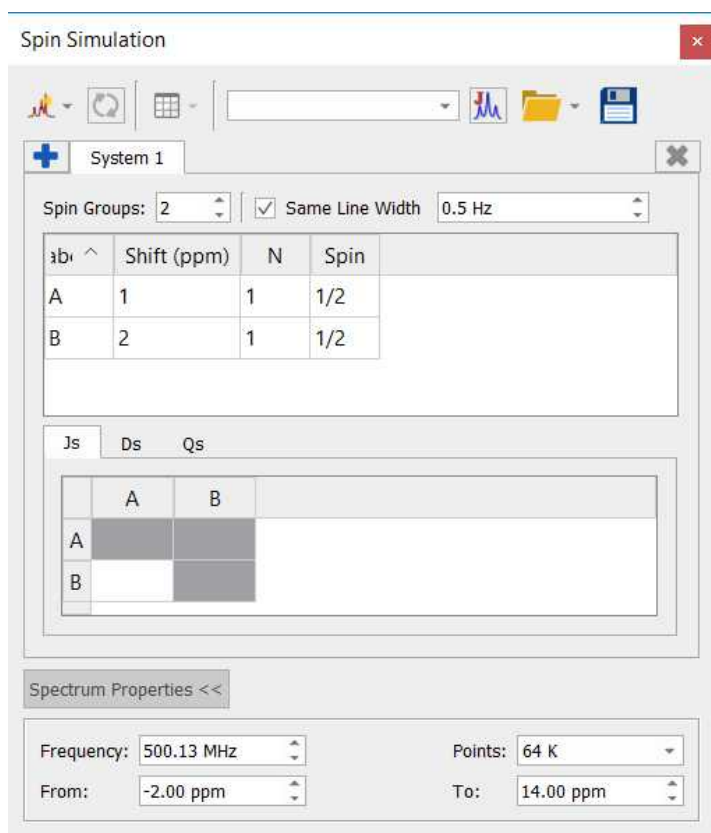 Spin Simulation
System 1
Spin Groups: 2 Same Line Width 0.5 Hz
abe Shift (ppm) N Spin
A 1 1 1/2
B 2 1 1/2
Js Ds Qs
A B
A
B
Spectrum Properties <<
Frequency: 500.13 MHz Points: 64 K
From: -2.00 ppm To: 14.00 ppm